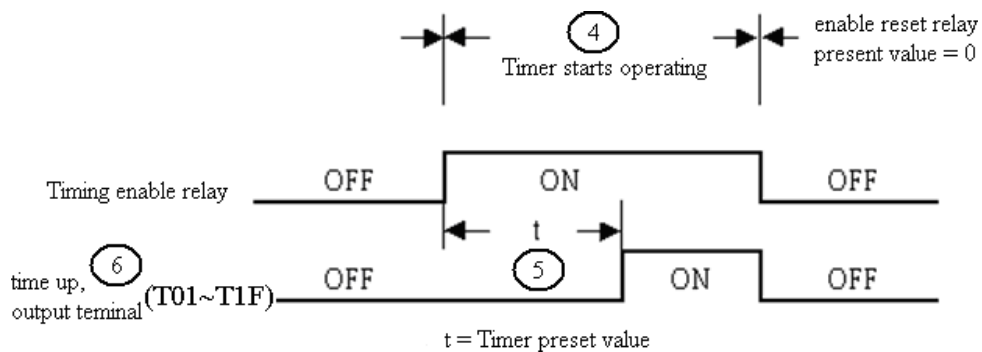 4
Timer starts operating
enable reset relay
present value = 0
Timing enable relay
OFF
ON
OFF
t
5
6
time up,
output teminal (T01~T1F)
OFF
ON
OFF
t = Timer preset value